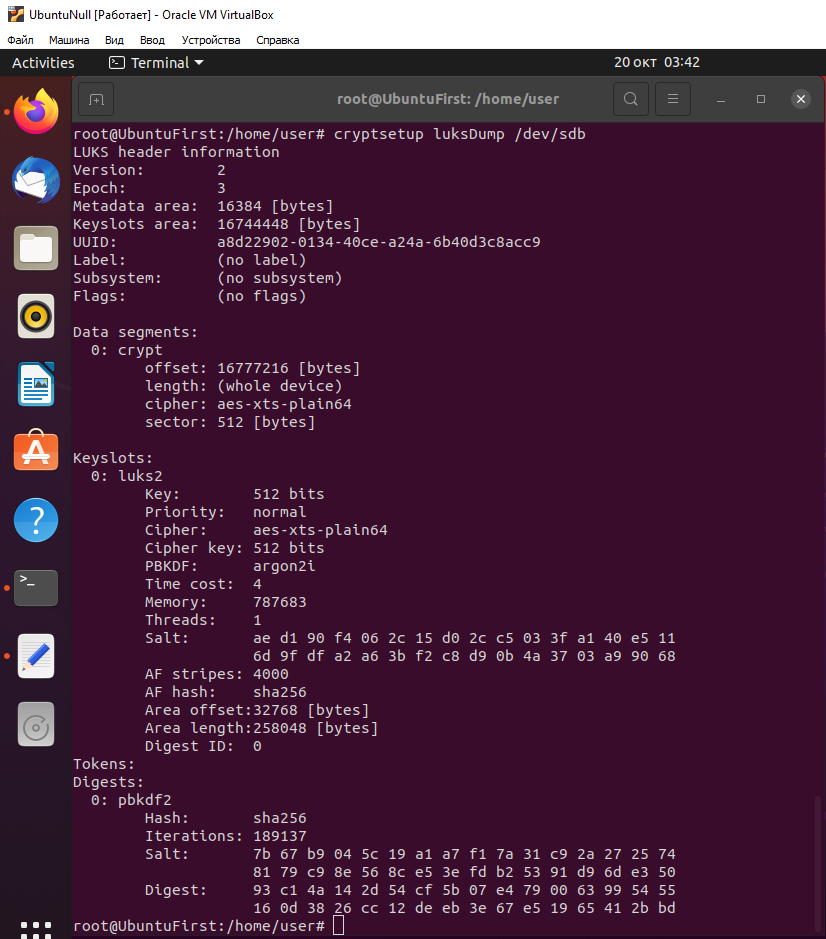 UbuntuNull [Работает] - Oracle VM VirtualBox
Файл Машина Вид Ввод Устройства Справка
Activities Terminal 20 окт 03:42
root@UbuntuFirst: /home/user
root@UbuntuFirst:/home/user# cryptsetup luksDump /dev/sdb
LUKS header information
Version: 2
Epoch: 3
Metadata area: 16384 [bytes]
Keyslots area: 16744448 [bytes]
UUID: a8d22902-0134-40ce-a24a-6b40d3c8acc9
Label: (no label)
Subsystem: (no subsystem)
Flags: (no flags)
Data segments:
0: crypt
offset: 16777216 [bytes]
length: (whole device)
cipher: aes-xts-plain64
sector: 512 [bytes]
Keyslots:
0: luks2
Key: 512 bits
Priority: normal
Cipher: aes-xts-plain64
Cipher key: 512 bits
PBKDF: argon2i
Time cost: 4
Memory: 787683
Threads: 1
Salt: ae d1 90 f4 06 2c 15 d0 2c c5 03 3f a1 40 e5 11
6d 9f df a2 a6 3b f2 c8 d9 0b 4a 37 03 a9 90 68
AF stripes: 4000
AF hash: sha256
Area offset:32768 [bytes]
Area length:258048 [bytes]
Digest ID: 0
Tokens:
Digests:
0: pbkdf2
Hash: sha256
Iterations: 189137
Salt: 7b 67 b9 04 5c 19 a1 a7 f1 7a 31 c9 2a 27 25 74
81 79 c9 8e 56 8c e5 3e fd b2 53 91 d9 6d e3 50
Digest: 93 c1 4a 14 2d 54 cf 5b 07 e4 79 00 63 99 54 55
16 0d 38 26 cc 12 de eb 3e 67 e5 19 65 41 2b bd
root@UbuntuFirst:/home/user#